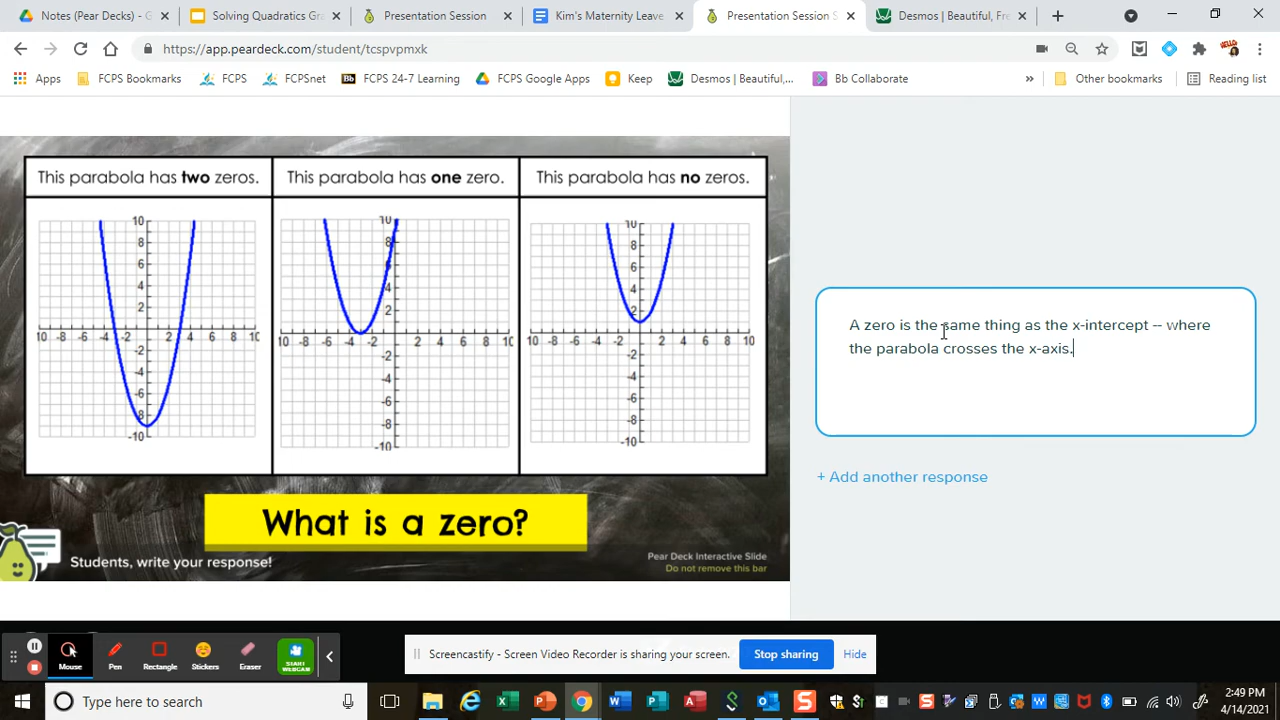 Notes (Pear Decks) - G
Solving Quadratics Gra
Presentation Session
Kim's Maternity Leave
Presentation Session S
Desmos | Beautiful, Fre
https://app.peardeck.com/student/tcspvpmxk
Apps
FCPS Bookmarks
FCPS
FCPSnet
Bb FCPS 24-7 Learning
FCPS Google Apps
Keep
Desmos | Beautiful,...
Bb Collaborate
»
Other bookmarks
Reading list
This parabola has two zeros.
This parabola has one zero.
This parabola has no zeros.
A zero is the same thing as the x-intercept -- where
the parabola crosses the x-axis.
+ Add another response
What is a zero?
Students, write your response!
Pear Deck Interactive Slide
Do not remove this bar
Mouse
Pen
Rectangle
Stickers
Eraser
START WEBCAM
Screencastify - Screen Video Recorder is sharing your screen.
Stop sharing
Hide
Type here to search
2:49 PM
4/14/2021